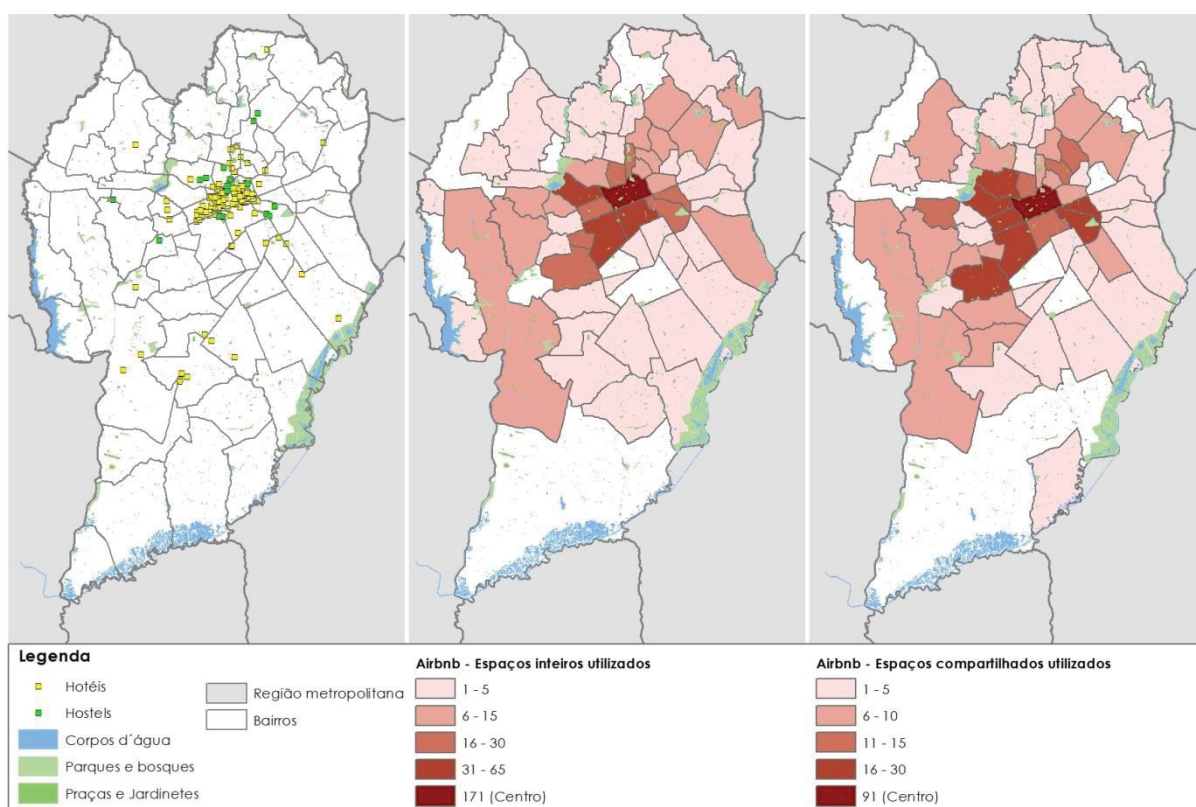 Legenda
Hotéis
Hostels
Corpos d´água
Parques e bosques
Praças e Jardinetes
Região metropolitana
Bairros
Airbnb - Espaços inteiros utilizados
1 - 5
6 - 15
16 - 30
31 - 65
171 (Centro)
Airbnb - Espaços compartilhados utilizados
1 - 5
6 - 10
11 - 15
16 - 30
91 (Centro)